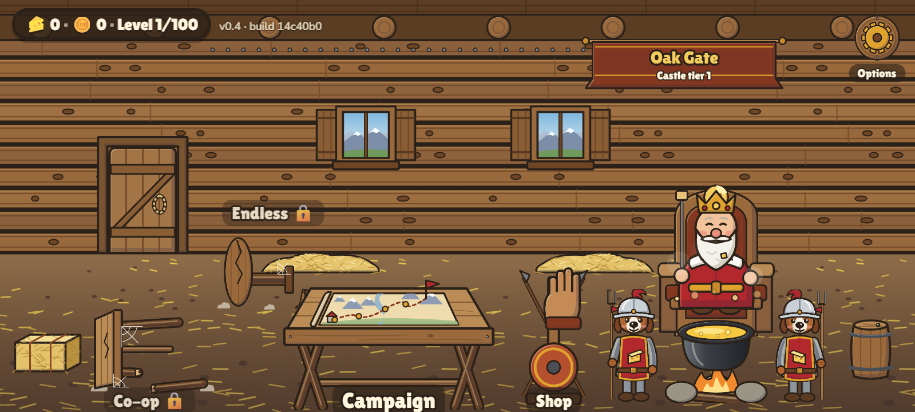 0 · 0 · Level 1/100
v0.4 · build 14c40b0
Oak Gate
Castle tier 1
Options
Endless
Co-op
Campaign
Shop